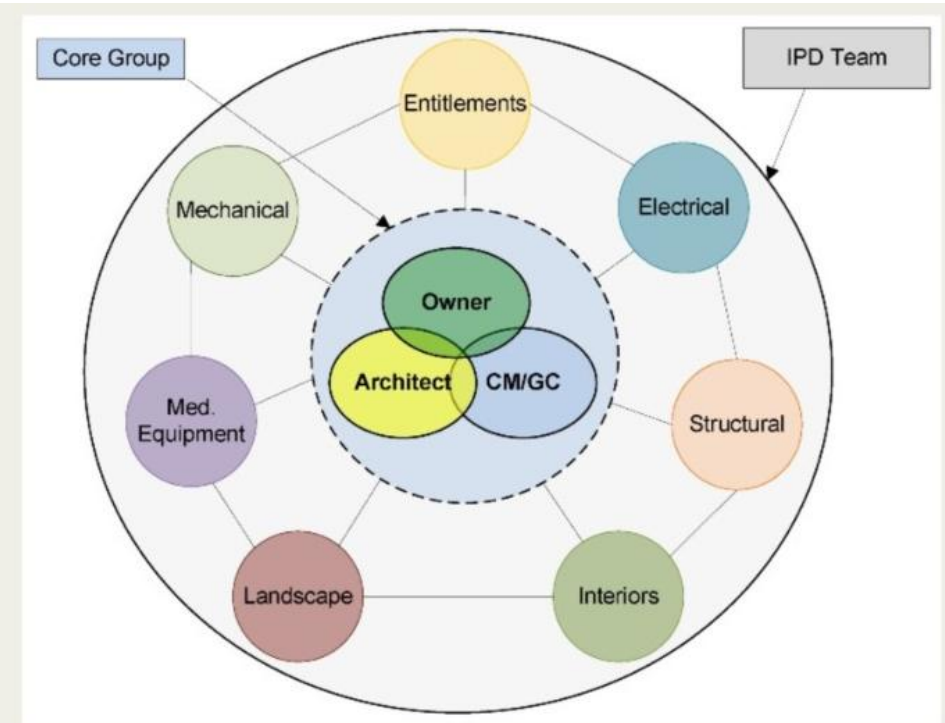 Core Group
IPD Team
Entitlements
Mechanical
Electrical
Owner
Architect
CM/GC
Med.
Equipment
Structural
Landscape
Interiors